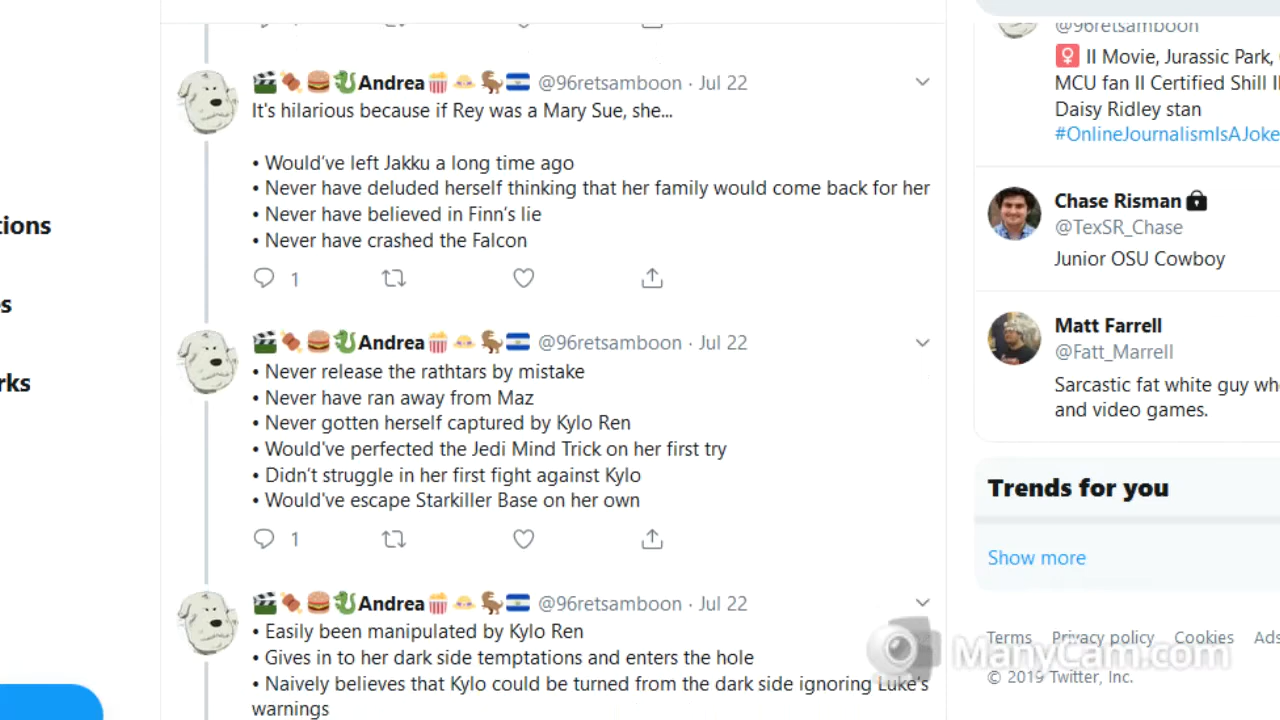 🎬🍫🍔🐉Andrea🍿👒🦖🇸🇻 @96retsamboon · Jul 22
It's hilarious because if Rey was a Mary Sue, she...
• Would've left Jakku a long time ago
• Never have deluded herself thinking that her family would come back for her
• Never have believed in Finn's lie
• Never have crashed the Falcon
1
🎬🍫🍔🐉Andrea🍿👒🦖🇸🇻 @96retsamboon · Jul 22
• Never release the rathtars by mistake
• Never have ran away from Maz
• Never gotten herself captured by Kylo Ren
• Would've perfected the Jedi Mind Trick on her first try
• Didn't struggle in her first fight against Kylo
• Would've escape Starkiller Base on her own
1
🎬🍫🍔🐉Andrea🍿👒🦖🇸🇻 @96retsamboon · Jul 22
• Easily been manipulated by Kylo Ren
• Gives in to her dark side temptations and enters the hole
• Naively believes that Kylo could be turned from the dark side ignoring Luke's
warnings
tions
s
rks
@96retsamboon
♀ II Movie, Jurassic Park,
MCU fan II Certified Shill II
Daisy Ridley stan
#OnlineJournalismIsAJoke
Chase Risman🔒
@TexSR_Chase
Junior OSU Cowboy
Matt Farrell
@Fatt_Marrell
Sarcastic fat white guy wh
and video games.
Trends for you
Show more
Terms Privacy policy Cookies Ads
© 2019 Twitter, Inc.
ManyCam.com